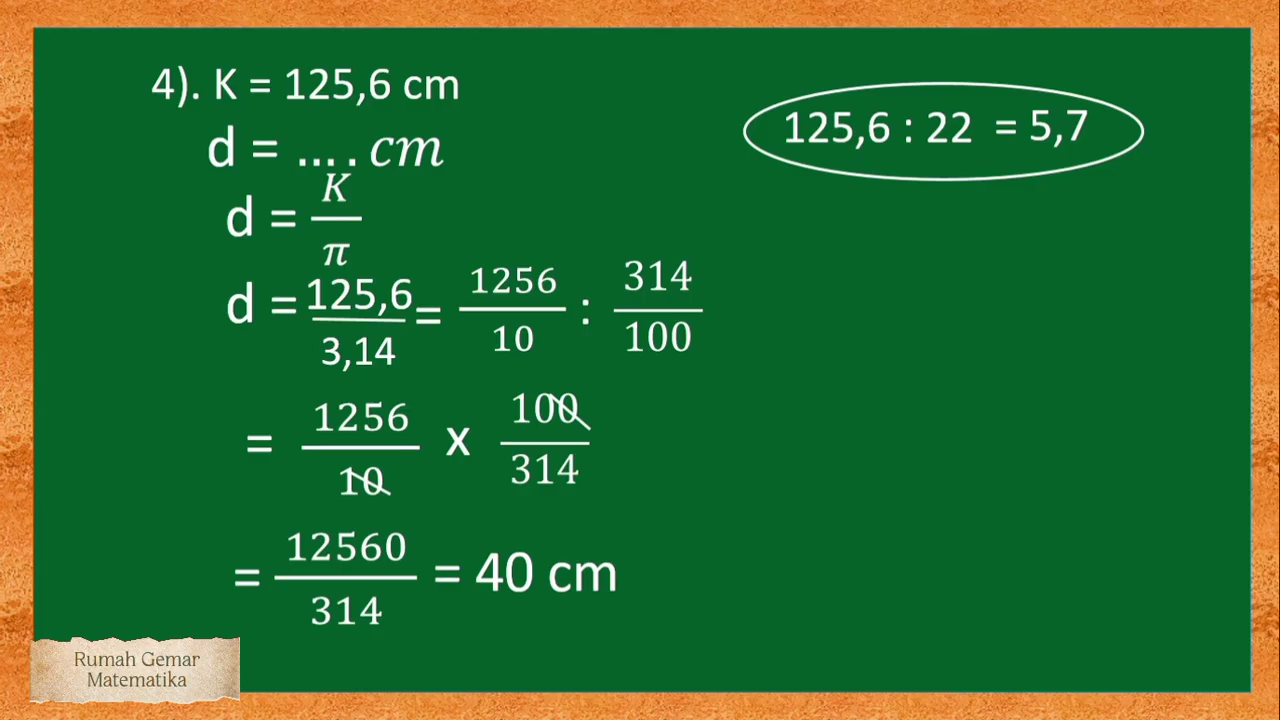 4). K = 125,6 cm
125,6 : 22 = 5,7
d = ... . cm
d = K/π
d = 125,6/3,14 = 1256/10 : 314/100
= 1256/10 x 100/314
= 12560/314 = 40 cm
Rumah Gemar
Matematika